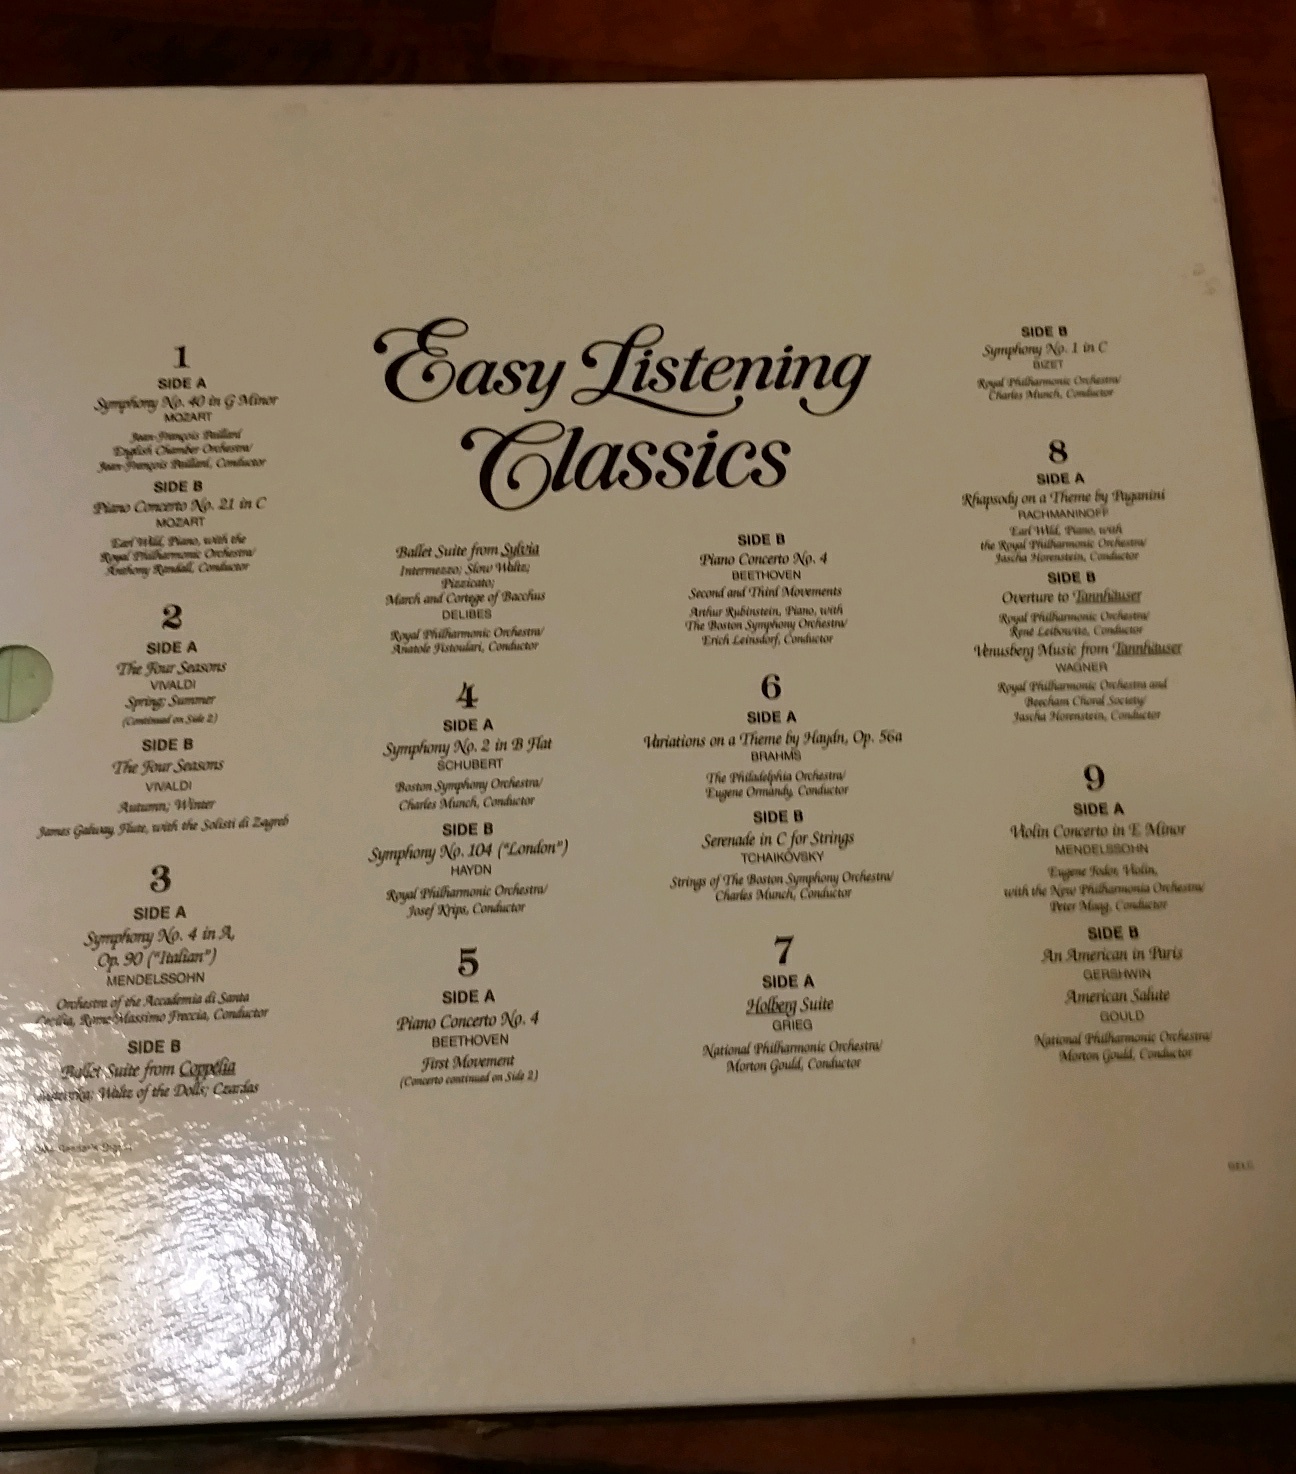 Easy Listening
Classics
1
SIDE A
Symphony No. 40 in G Minor
MOZART
Jean-François Paillard
English Chamber Orchestra/
Jean-François Paillard, Conductor
SIDE B
Piano Concerto No. 21 in C
MOZART
Earl Wild, Piano, with the
Royal Philharmonic Orchestra/
Anthony Randall, Conductor
2
SIDE A
The Four Seasons
VIVALDI
Spring; Summer
(Continued on Side 2)
SIDE B
The Four Seasons
VIVALDI
Autumn; Winter
James Galway, Flute, with the Solisti di Zagreb
3
SIDE A
Symphony No. 4 in A,
Op. 90 ("Italian")
MENDELSSOHN
Orchestra of the Accademia di Santa
Cecilia, Rome/Massimo Freccia, Conductor
SIDE B
Ballet Suite from Coppélia
Waltz of the Dolls; Czardas
Ballet Suite from Sylvia
Intermezzo; Slow Waltz;
Pizzicato;
March and Cortege of Bacchus
DELIBES
Royal Philharmonic Orchestra/
Anatole Fistoulari, Conductor
4
SIDE A
Symphony No. 2 in B Flat
SCHUBERT
Boston Symphony Orchestra/
Charles Munch, Conductor
SIDE B
Symphony No. 104 ("London")
HAYDN
Royal Philharmonic Orchestra/
Josef Krips, Conductor
5
SIDE A
Piano Concerto No. 4
BEETHOVEN
First Movement
(Concerto continued on Side 2)
SIDE B
Piano Concerto No. 4
BEETHOVEN
Second and Third Movements
Arthur Rubinstein, Piano, with
The Boston Symphony Orchestra/
Erich Leinsdorf, Conductor
6
SIDE A
Variations on a Theme by Haydn, Op. 56a
BRAHMS
The Philadelphia Orchestra/
Eugene Ormandy, Conductor
SIDE B
Serenade in C for Strings
TCHAIKOVSKY
Strings of The Boston Symphony Orchestra/
Charles Munch, Conductor
7
SIDE A
Holberg Suite
GRIEG
National Philharmonic Orchestra/
Morton Gould, Conductor
SIDE B
Symphony No. 1 in C
BIZET
Royal Philharmonic Orchestra/
Charles Munch, Conductor
8
SIDE A
Rhapsody on a Theme by Paganini
RACHMANINOFF
Earl Wild, Piano, with
the Royal Philharmonic Orchestra/
Jascha Horenstein, Conductor
SIDE B
Overture to Tannhäuser
Royal Philharmonic Orchestra/
René Leibowitz, Conductor
Venusberg Music from Tannhäuser
WAGNER
Royal Philharmonic Orchestra and
Beecham Choral Society/
Jascha Horenstein, Conductor
9
SIDE A
Violin Concerto in E Minor
MENDELSSOHN
Eugene Fodor, Violin,
with the New Philharmonia Orchestra/
Peter Maag, Conductor
SIDE B
An American in Paris
GERSHWIN
American Salute
GOULD
National Philharmonic Orchestra/
Morton Gould, Conductor